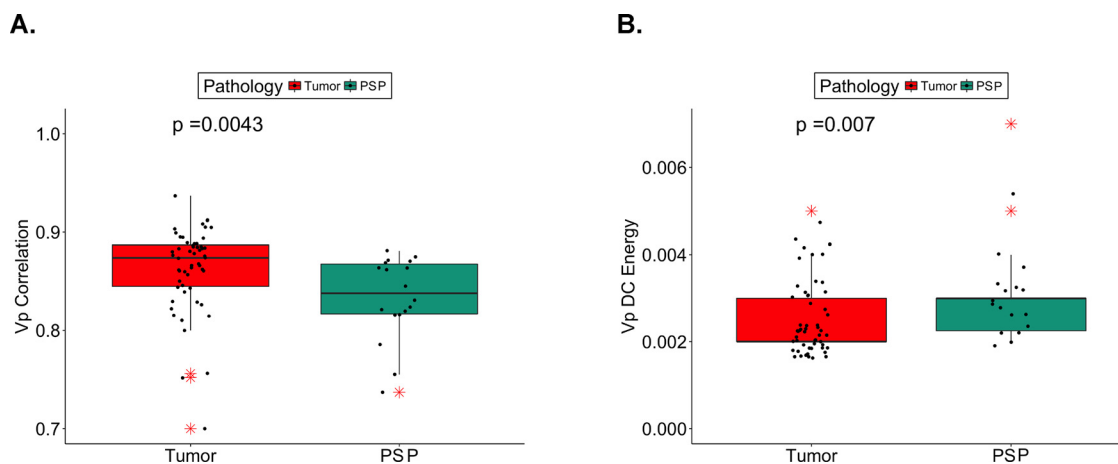 A.
Pathology Tumor PSP
p =0.0043
Vp Correlation
1.0
0.9
0.8
0.7
Tumor PSP
B.
Pathology Tumor PSP
p =0.007
Vp DC Energy
0.006
0.004
0.002
0.000
Tumor PSP